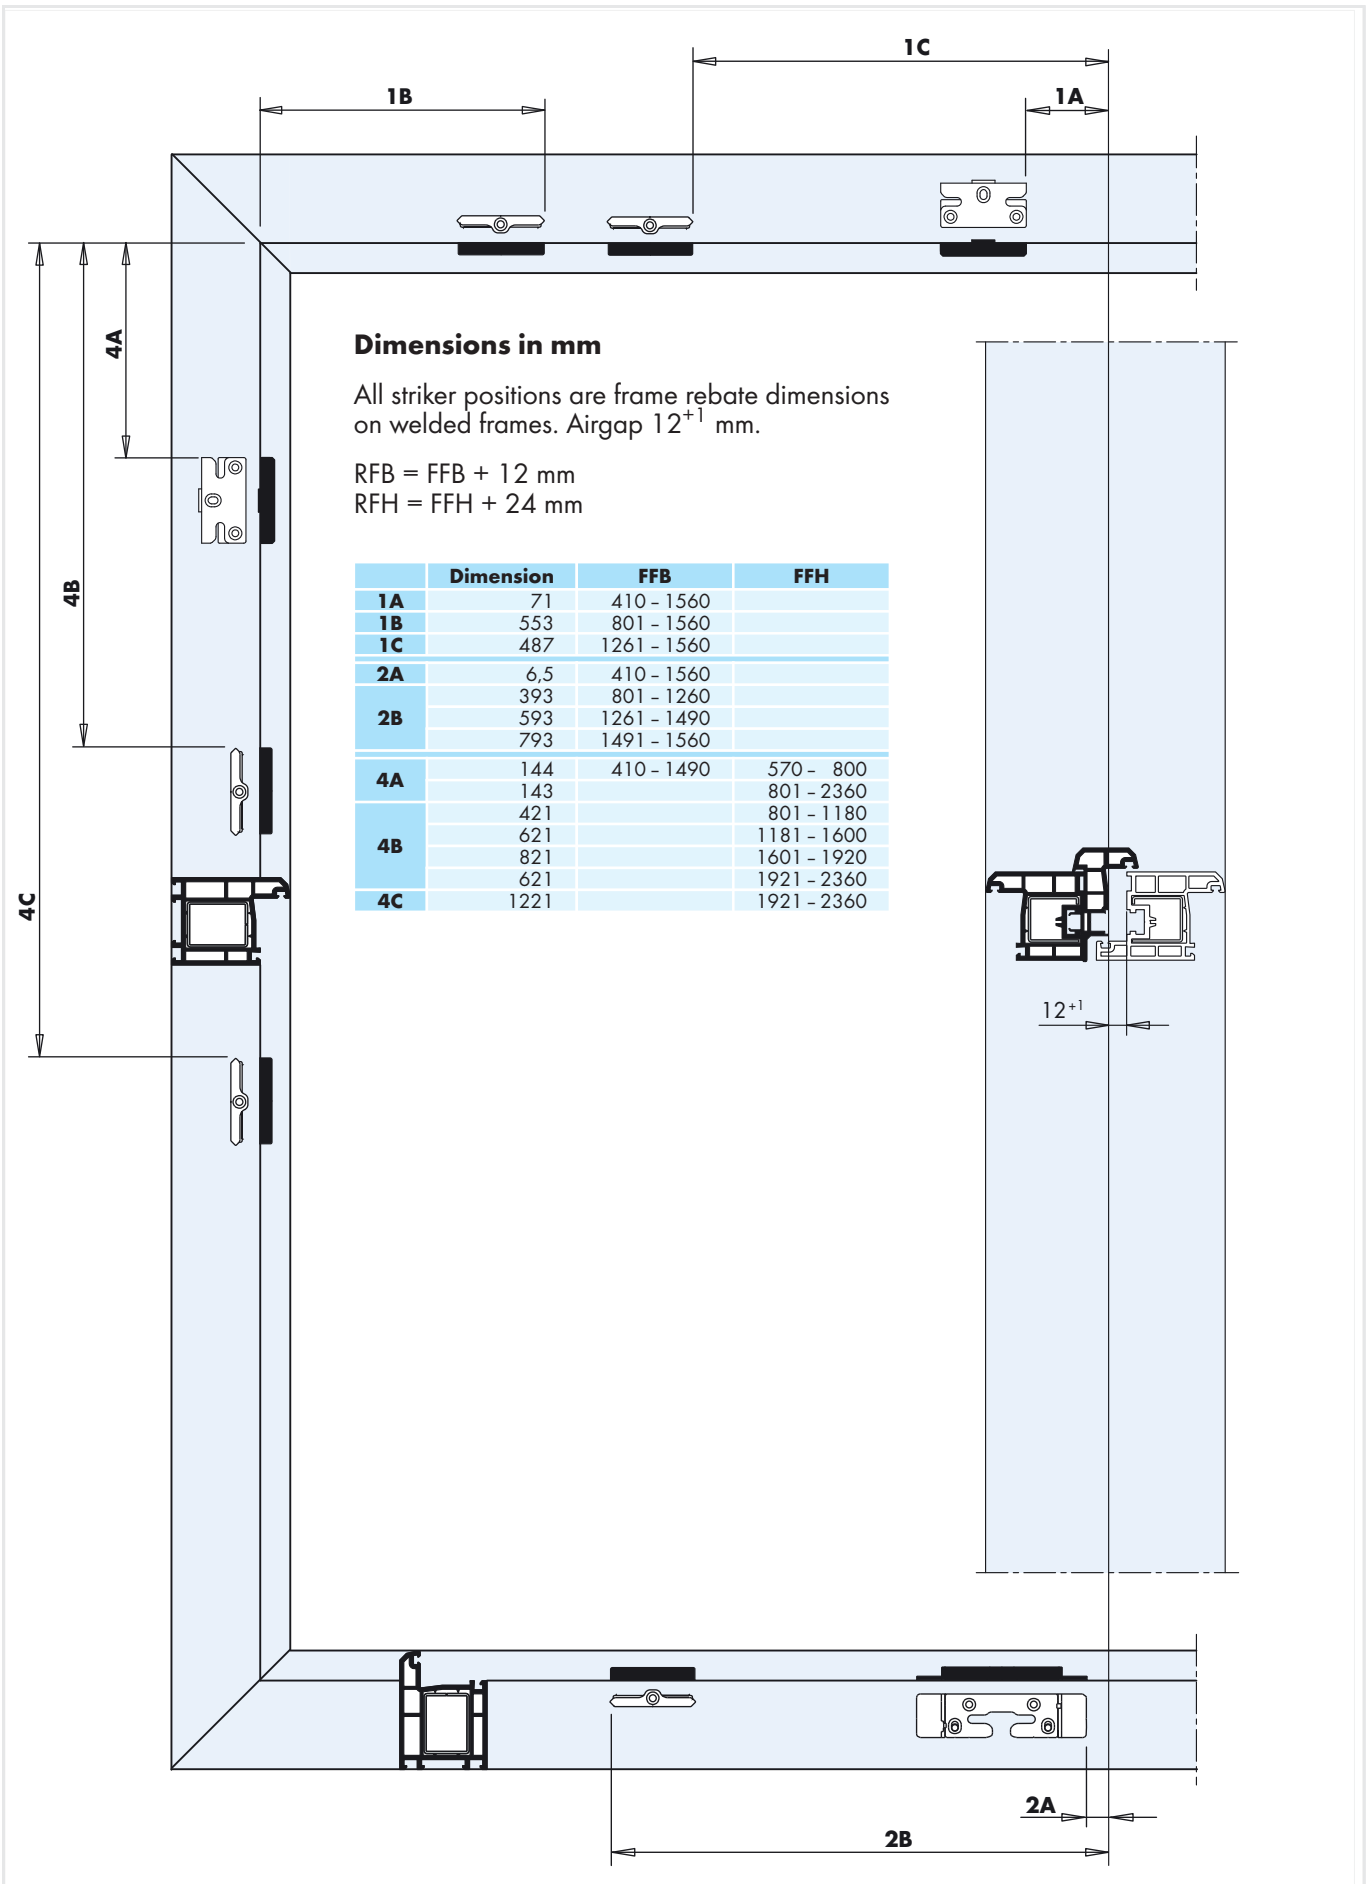 1C
1B
1A
4A
Dimensions in mm
All striker positions are frame rebate dimensions
on welded frames. Airgap 12+1 mm.
RFB = FFB + 12 mm
RFH = FFH + 24 mm
4B
Dimension FFB FFH
1A 71 410 – 1560
1B 553 801 – 1560
1C 487 1261 – 1560
2A 6,5 410 – 1560
2B 393 801 – 1260
593 1261 – 1490
793 1491 – 1560
4A 144 410 – 1490 570 – 800
143 801 – 2360
4B 421 801 – 1180
621 1181 – 1600
821 1601 – 1920
621 1921 – 2360
4C 1221 1921 – 2360
4C
12+1
2A
2B